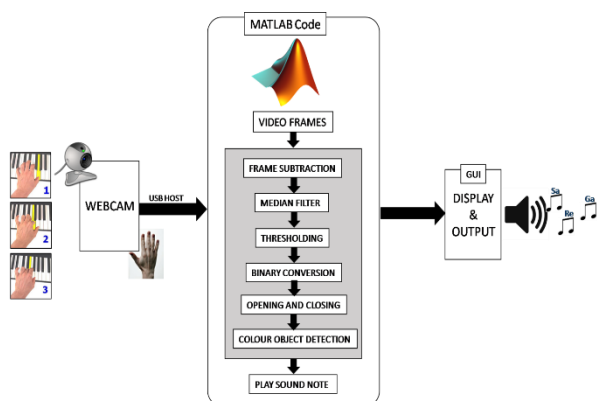 MATLAB Code
VIDEO FRAMES
FRAME SUBTRACTION
MEDIAN FILTER
THRESHOLDING
BINARY CONVERSION
OPENING AND CLOSING
COLOUR OBJECT DETECTION
PLAY SOUND NOTE
1
2
3
WEBCAM
USB HOST
GUI
DISPLAY
&
OUTPUT
Sa
Re
Ga